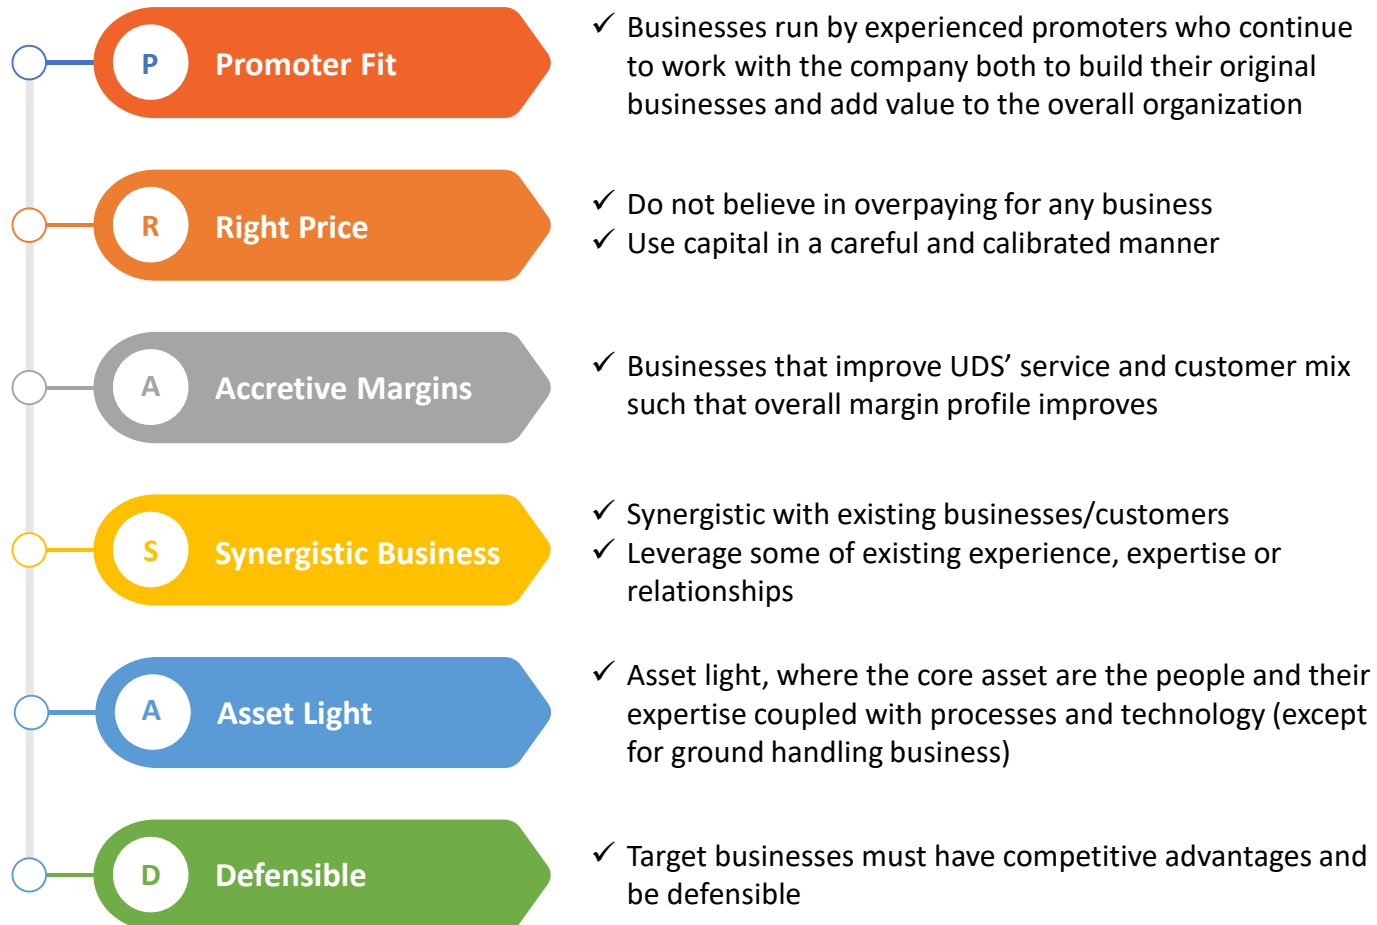 P
Promoter Fit
✓ Businesses run by experienced promoters who continue
to work with the company both to build their original
businesses and add value to the overall organization
R
Right Price
✓ Do not believe in overpaying for any business
✓ Use capital in a careful and calibrated manner
A
Accretive Margins
✓ Businesses that improve UDS’ service and customer mix
such that overall margin profile improves
S
Synergistic Business
✓ Synergistic with existing businesses/customers
✓ Leverage some of existing experience, expertise or
relationships
A
Asset Light
✓ Asset light, where the core asset are the people and their
expertise coupled with processes and technology (except
for ground handling business)
D
Defensible
✓ Target businesses must have competitive advantages and
be defensible